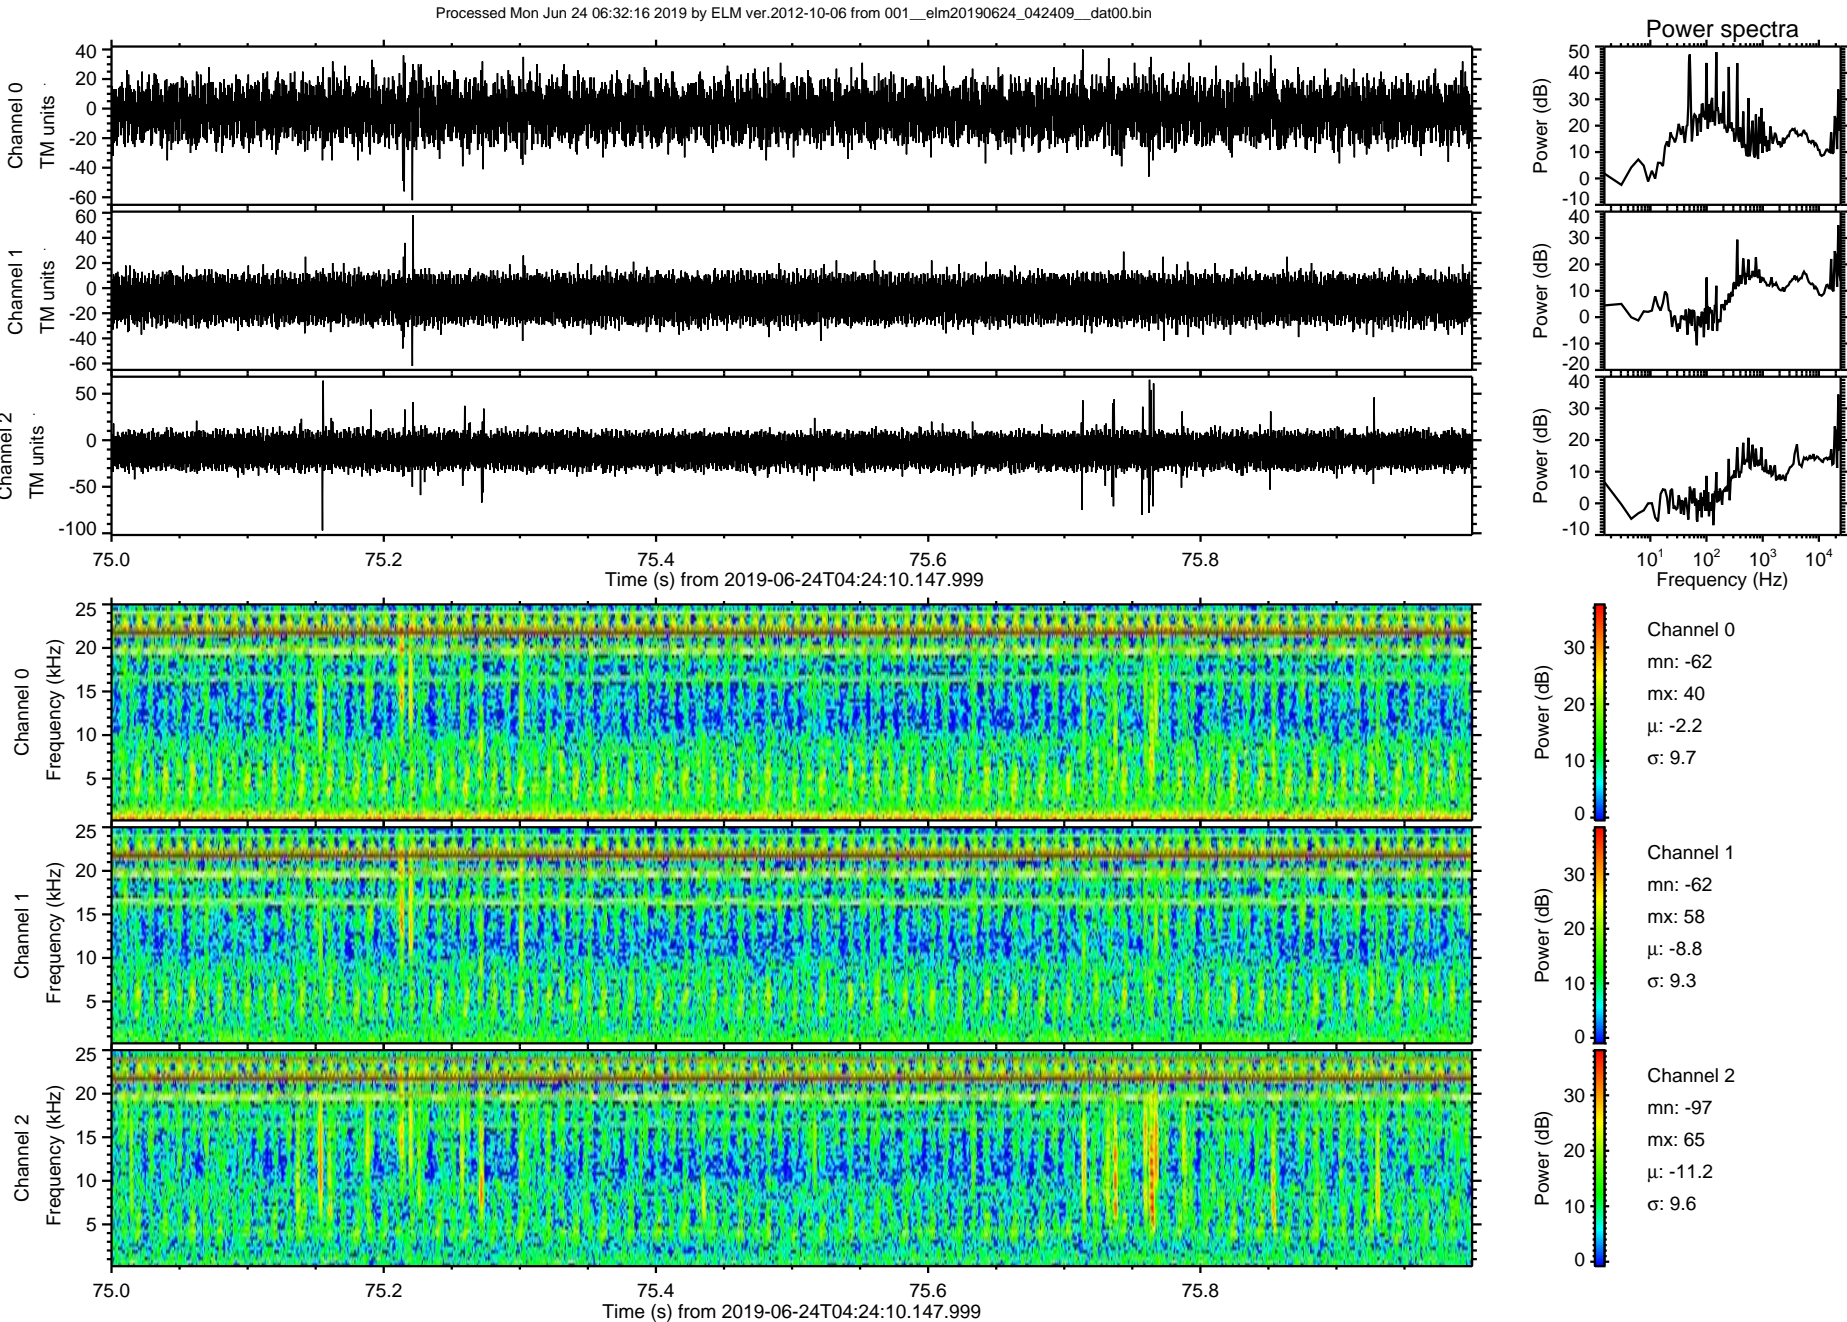 Processed Mon Jun 24 06:32:16 2019 by ELM ver.2012-10-06 from 001__elm20190624_042409__dat00.bin
Power spectra
Channel 0
TM units
40
20
0
-20
-40
-60
Power (dB)
50
40
30
20
10
0
-10
Channel 1
TM units
60
40
20
0
-20
-40
-60
Power (dB)
40
30
20
10
0
-10
-20
Channel 2
TM units
50
0
-50
-100
Power (dB)
40
30
20
10
0
-10
75.0 75.2 75.4 75.6 75.8
Time (s) from 2019-06-24T04:24:10.147.999
10¹ 10² 10³ 10⁴
Frequency (Hz)
Channel 0
Frequency (kHz)
25
20
15
10
5
Power (dB)
30
20
10
0
Channel 0
mn: -62
mx: 40
μ: -2.2
σ: 9.7
Channel 1
Frequency (kHz)
25
20
15
10
5
Power (dB)
30
20
10
0
Channel 1
mn: -62
mx: 58
μ: -8.8
σ: 9.3
Channel 2
Frequency (kHz)
25
20
15
10
5
Power (dB)
30
20
10
0
Channel 2
mn: -97
mx: 65
μ: -11.2
σ: 9.6
75.0 75.2 75.4 75.6 75.8
Time (s) from 2019-06-24T04:24:10.147.999